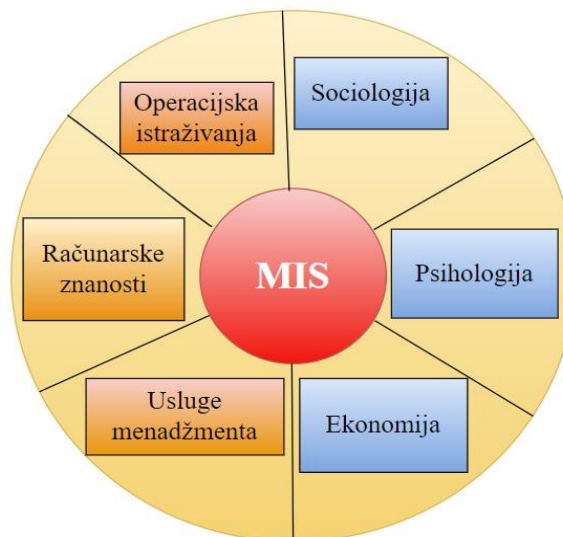 Operacijska
istraživanja
Sociologija
Računarske
znanosti
MIS
Psihologija
Usluge
menadžmenta
Ekonomija